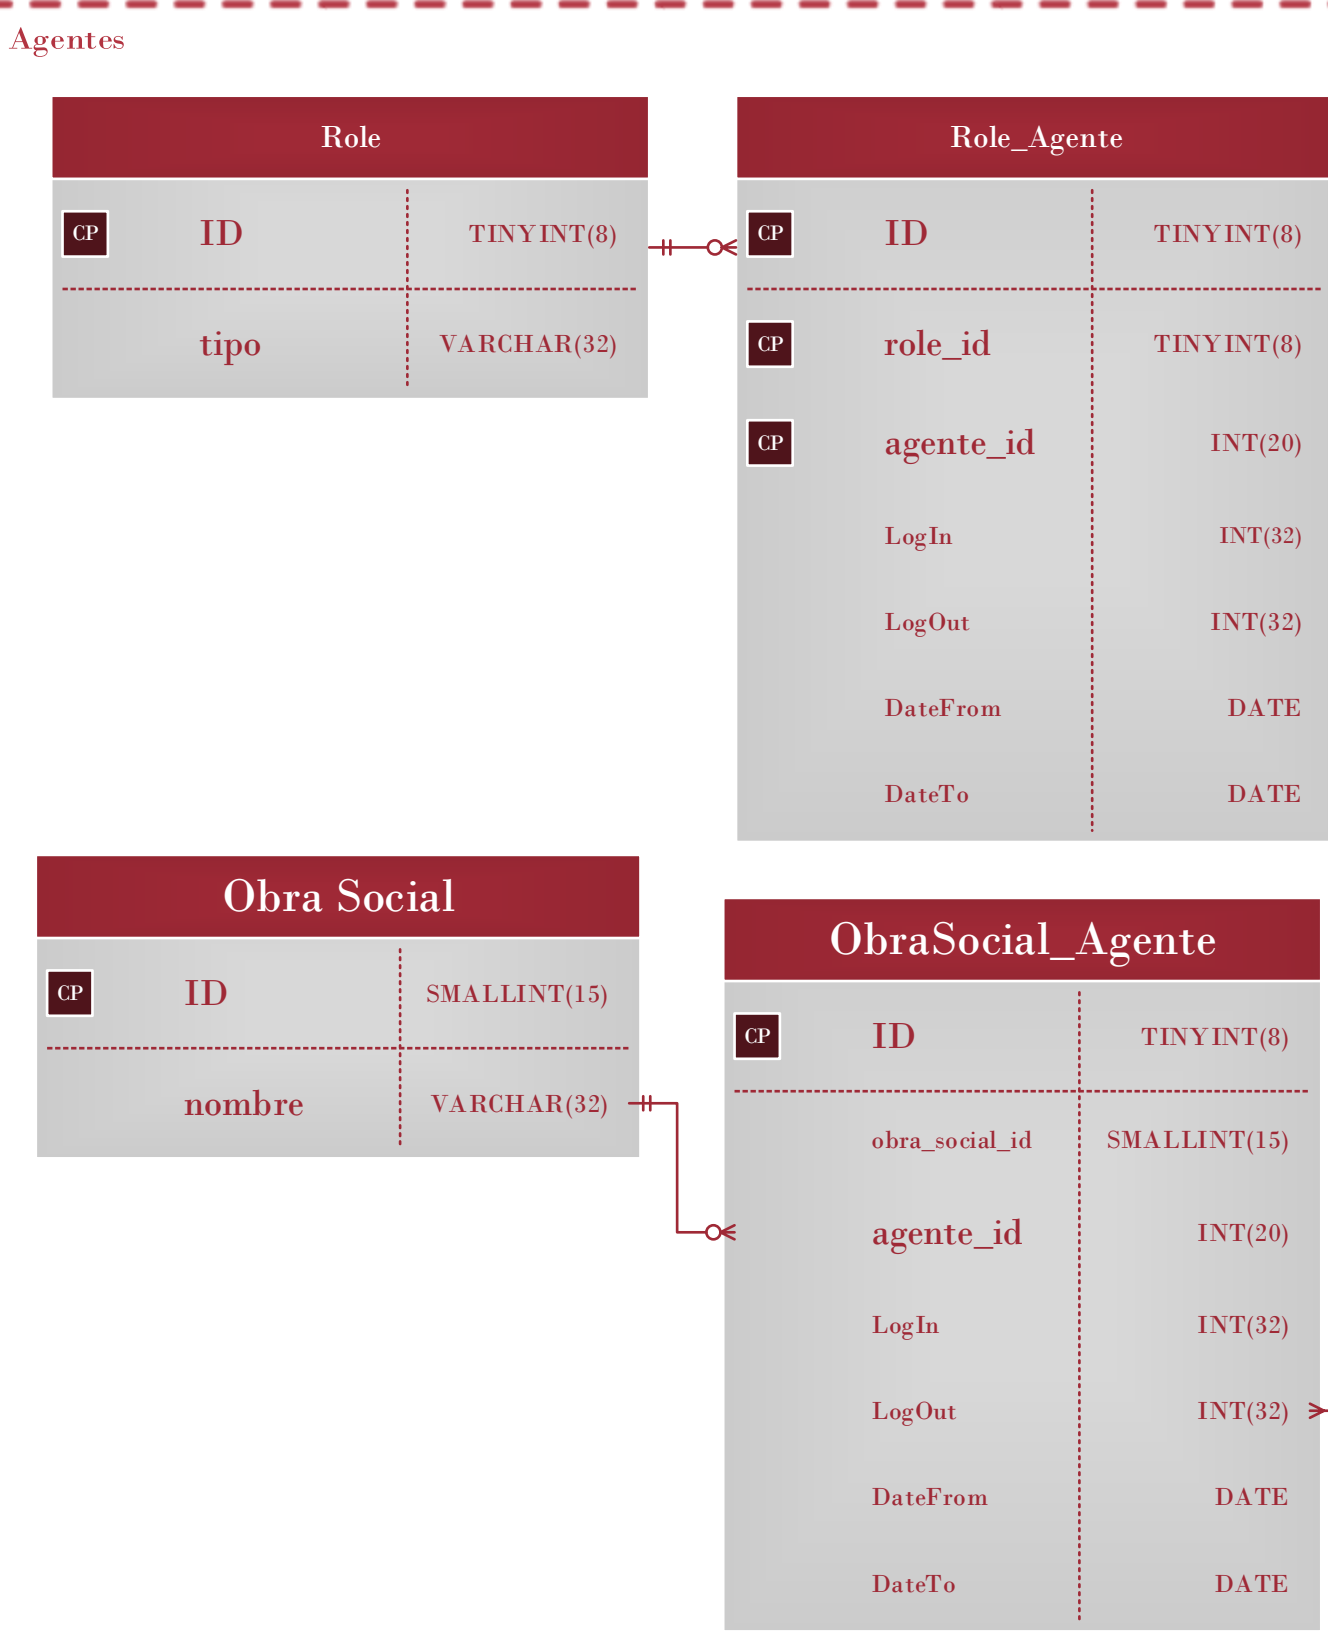 Agentes
Role
CP ID TINYINT(8)
tipo VARCHAR(32)
Role_Agente
CP ID TINYINT(8)
CP role_id TINYINT(8)
CP agente_id INT(20)
LogIn INT(32)
LogOut INT(32)
DateFrom DATE
DateTo DATE
Obra Social
CP ID SMALLINT(15)
nombre VARCHAR(32)
ObraSocial_Agente
CP ID TINYINT(8)
obra_social_id SMALLINT(15)
agente_id INT(20)
LogIn INT(32)
LogOut INT(32)
DateFrom DATE
DateTo DATE